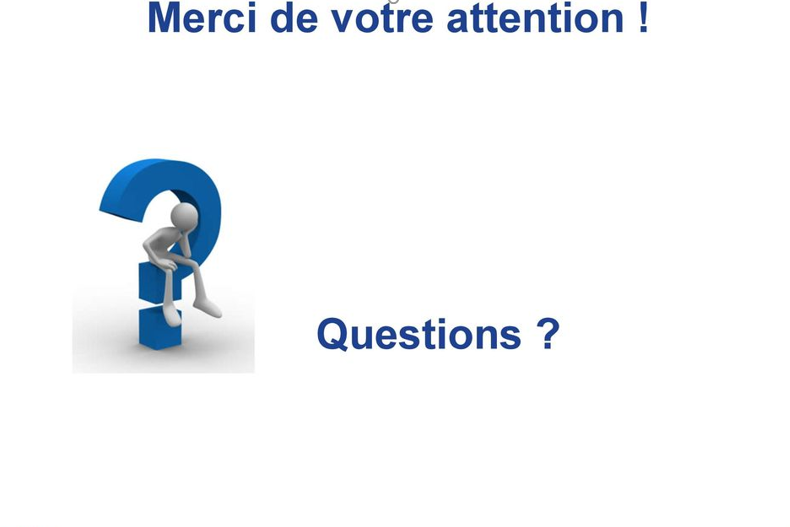 Merci de votre attention !
Questions ?